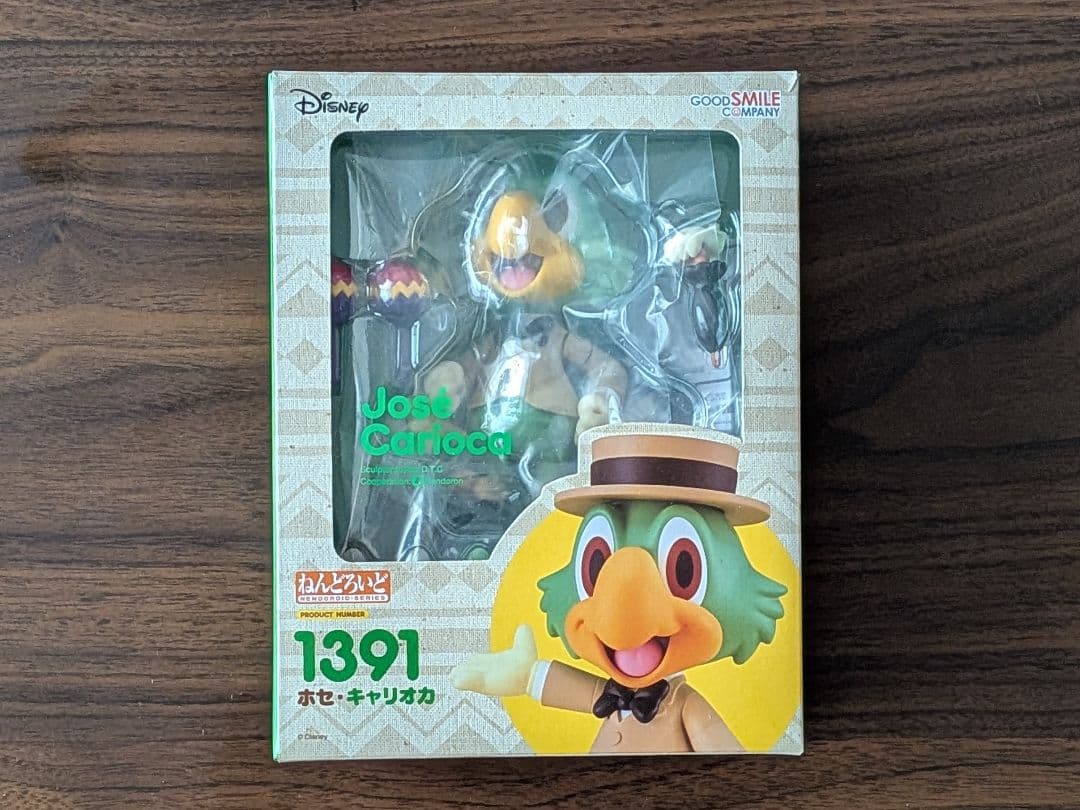 Disney
GOOD SMILE
COMPANY
José
Carioca
ねんどろいど
NENDOROID-SERIES
PRODUCT NUMBER
1391
ホセ・キャリオカ
© Disney